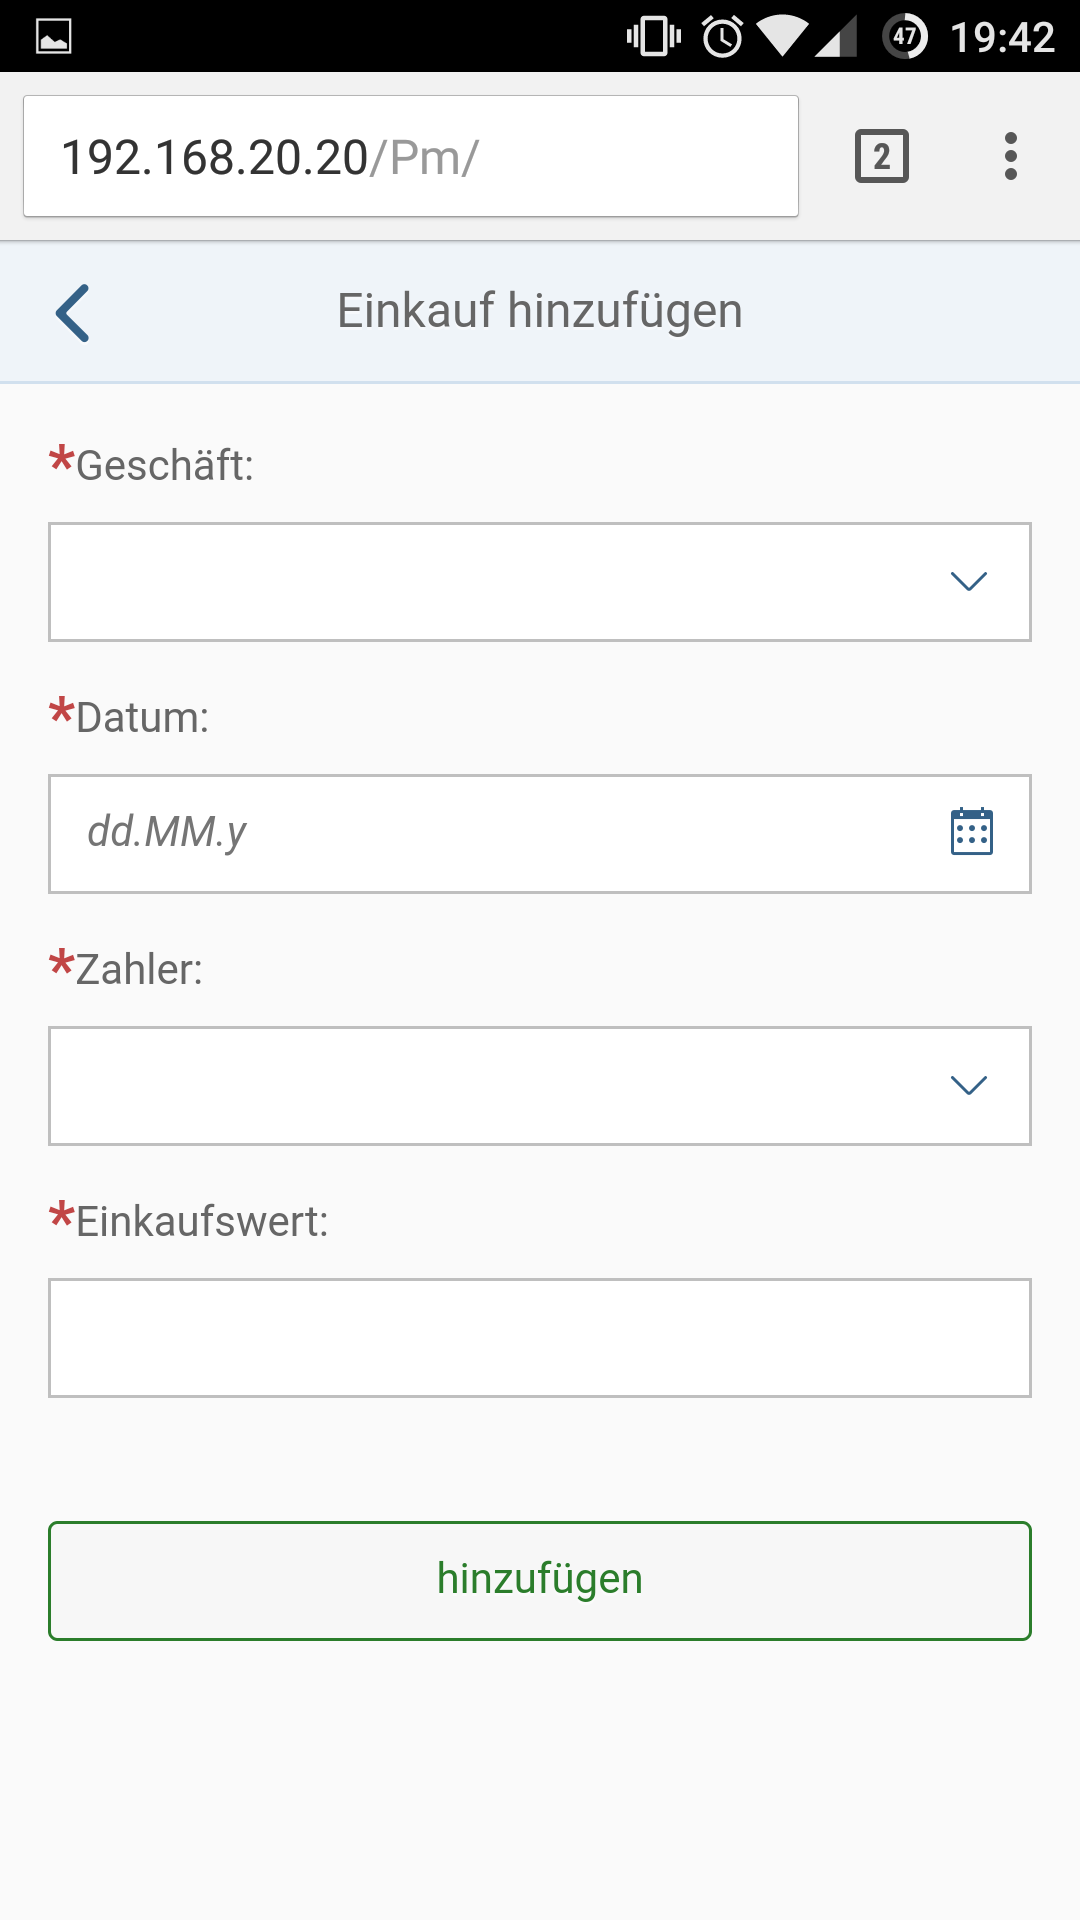 47 19:42
192.168.20.20/Pm/
2
Einkauf hinzufügen
*Geschäft:
*Datum:
dd.MM.y
*Zahler:
*Einkaufswert:
hinzufügen